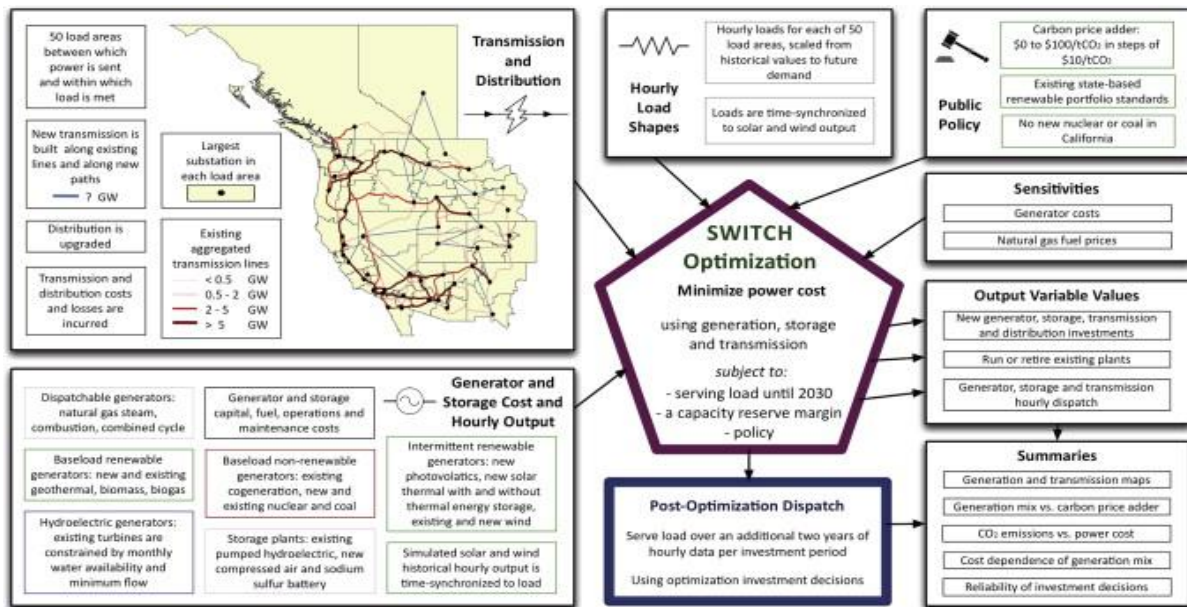 50 load areas
between which
power is sent
and within which
load is met
New transmission is
built along existing
lines and along new
paths
? GW
Distribution is
upgraded
Transmission and
distribution costs
and losses are
incurred
Largest
substation in
each load area
Existing
aggregated
transmission lines
< 0.5 GW
0.5 - 2 GW
2 - 5 GW
> 5 GW
Transmission
and
Distribution
Hourly
Load
Shapes
Hourly loads for each of 50
load areas, scaled from
historical values to future
demand
Loads are time-synchronized
to solar and wind output
Public
Policy
Carbon price adder:
$0 to $100/tCO₂ in steps of
$10/tCO₂
Existing state-based
renewable portfolio standards
No new nuclear or coal in
California
Sensitivities
Generator costs
Natural gas fuel prices
SWITCH
Optimization
Minimize power cost
using generation, storage
and transmission
subject to:
- serving load until 2030
- a capacity reserve margin
- policy
Output Variable Values
New generator, storage, transmission
and distribution investments
Run or retire existing plants
Generator, storage and transmission
hourly dispatch
Generator and
Storage Cost and
Hourly Output
Dispatchable generators:
natural gas steam,
combustion, combined cycle
Generator and storage
capital, fuel, operations and
maintenance costs
Baseload renewable
generators: new and existing
geothermal, biomass, biogas
Baseload non-renewable
generators: existing
cogeneration, new and
existing nuclear and coal
Intermittent renewable
generators: new
photovolatics, new solar
thermal with and without
thermal energy storage,
existing and new wind
Hydroelectric generators:
existing turbines are
constrained by monthly
water availability and
minimum flow
Storage plants: existing
pumped hydroelectric, new
compressed air and sodium
sulfur battery
Simulated solar and wind
historical hourly output is
time-synchronized to load
Post-Optimization Dispatch
Serve load over an additional two years of
hourly data per investment period
Using optimization investment decisions
Summaries
Generation and transmission maps
Generation mix vs. carbon price adder
CO₂ emissions vs. power cost
Cost dependence of generation mix
Reliability of investment decisions